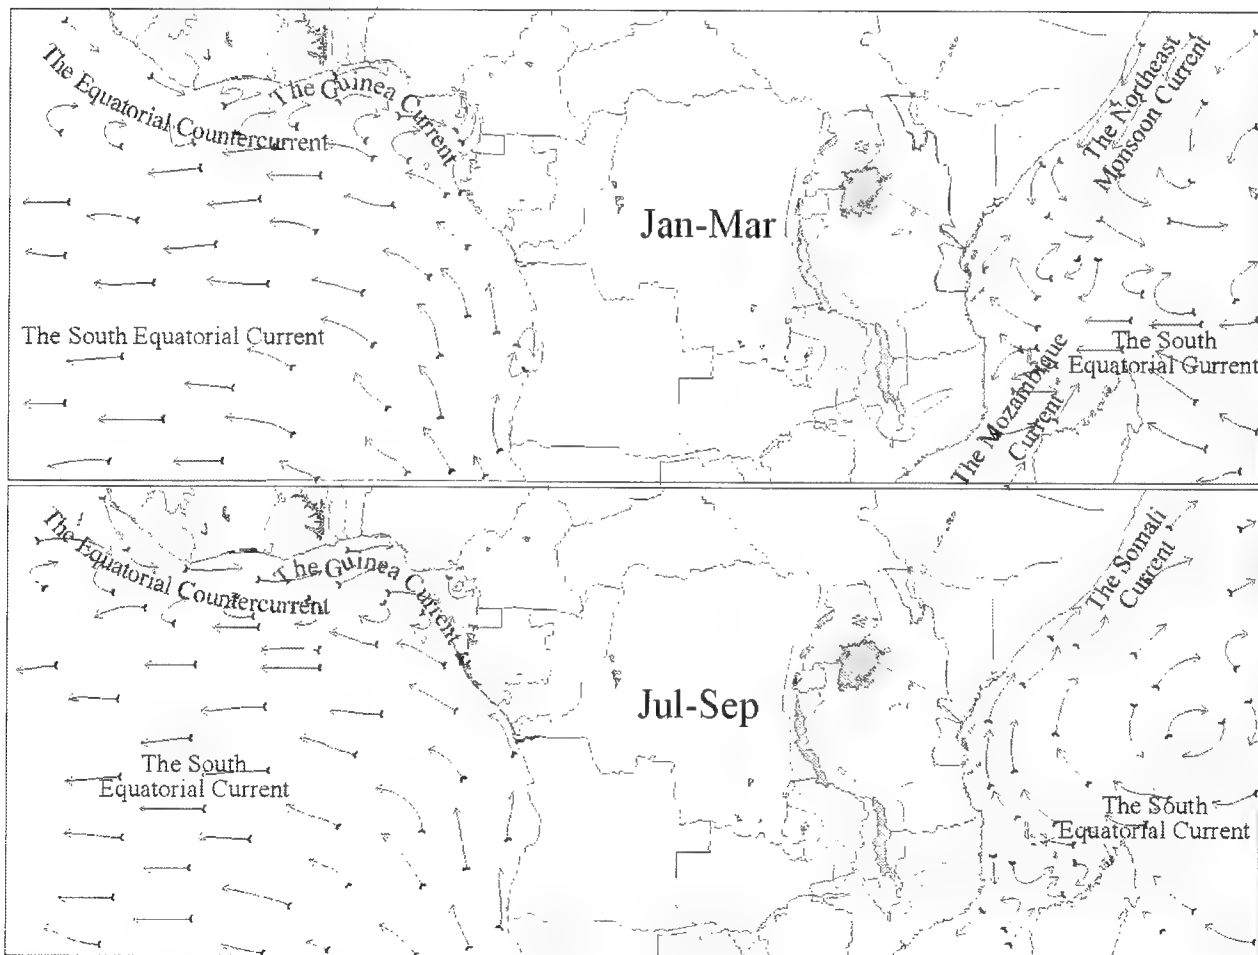 The Equatorial Countercurrent
The Guinea Current
The Northeast
Monsoon Current
Jan-Mar
The South Equatorial Current
The South
Equatorial Gurrent
The Mozambique
Current
The Equatorial Countercurrent
The Guinea Current
The Somali
Current
Jul-Sep
The South
Equatorial Current
The South
Equatorial Current